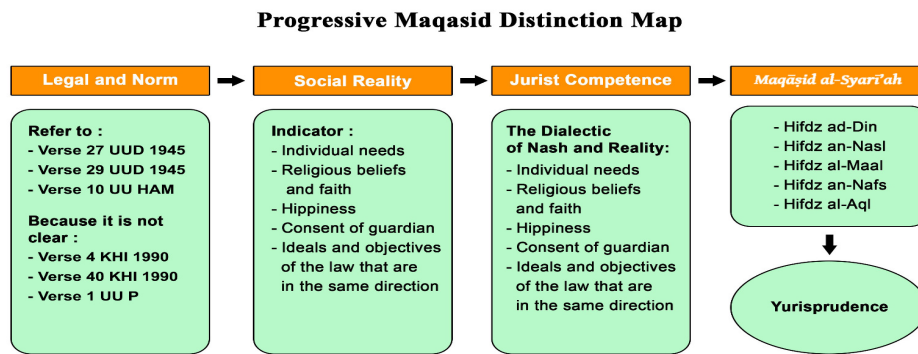 Progressive Maqasid Distinction Map
Legal and Norm
Refer to :
- Verse 27 UUD 1945
- Verse 29 UUD 1945
- Verse 10 UU HAM
Because it is not
clear :
- Verse 4 KHI 1990
- Verse 40 KHI 1990
- Verse 1 UU P
Social Reality
Indicator :
- Individual needs
- Religious beliefs
and faith
- Hippiness
- Consent of guardian
- Ideals and objectives
of the law that are
in the same direction
Jurist Competence
The Dialectic
of Nash and Reality:
- Individual needs
- Religious beliefs
and faith
- Hippiness
- Consent of guardian
- Ideals and objectives
of the law that are
in the same direction
Maqāṣid al-Syarī'ah
- Hifdz ad-Din
- Hifdz an-Nasl
- Hifdz al-Maal
- Hifdz an-Nafs
- Hifdz al-Aql
Yurisprudence